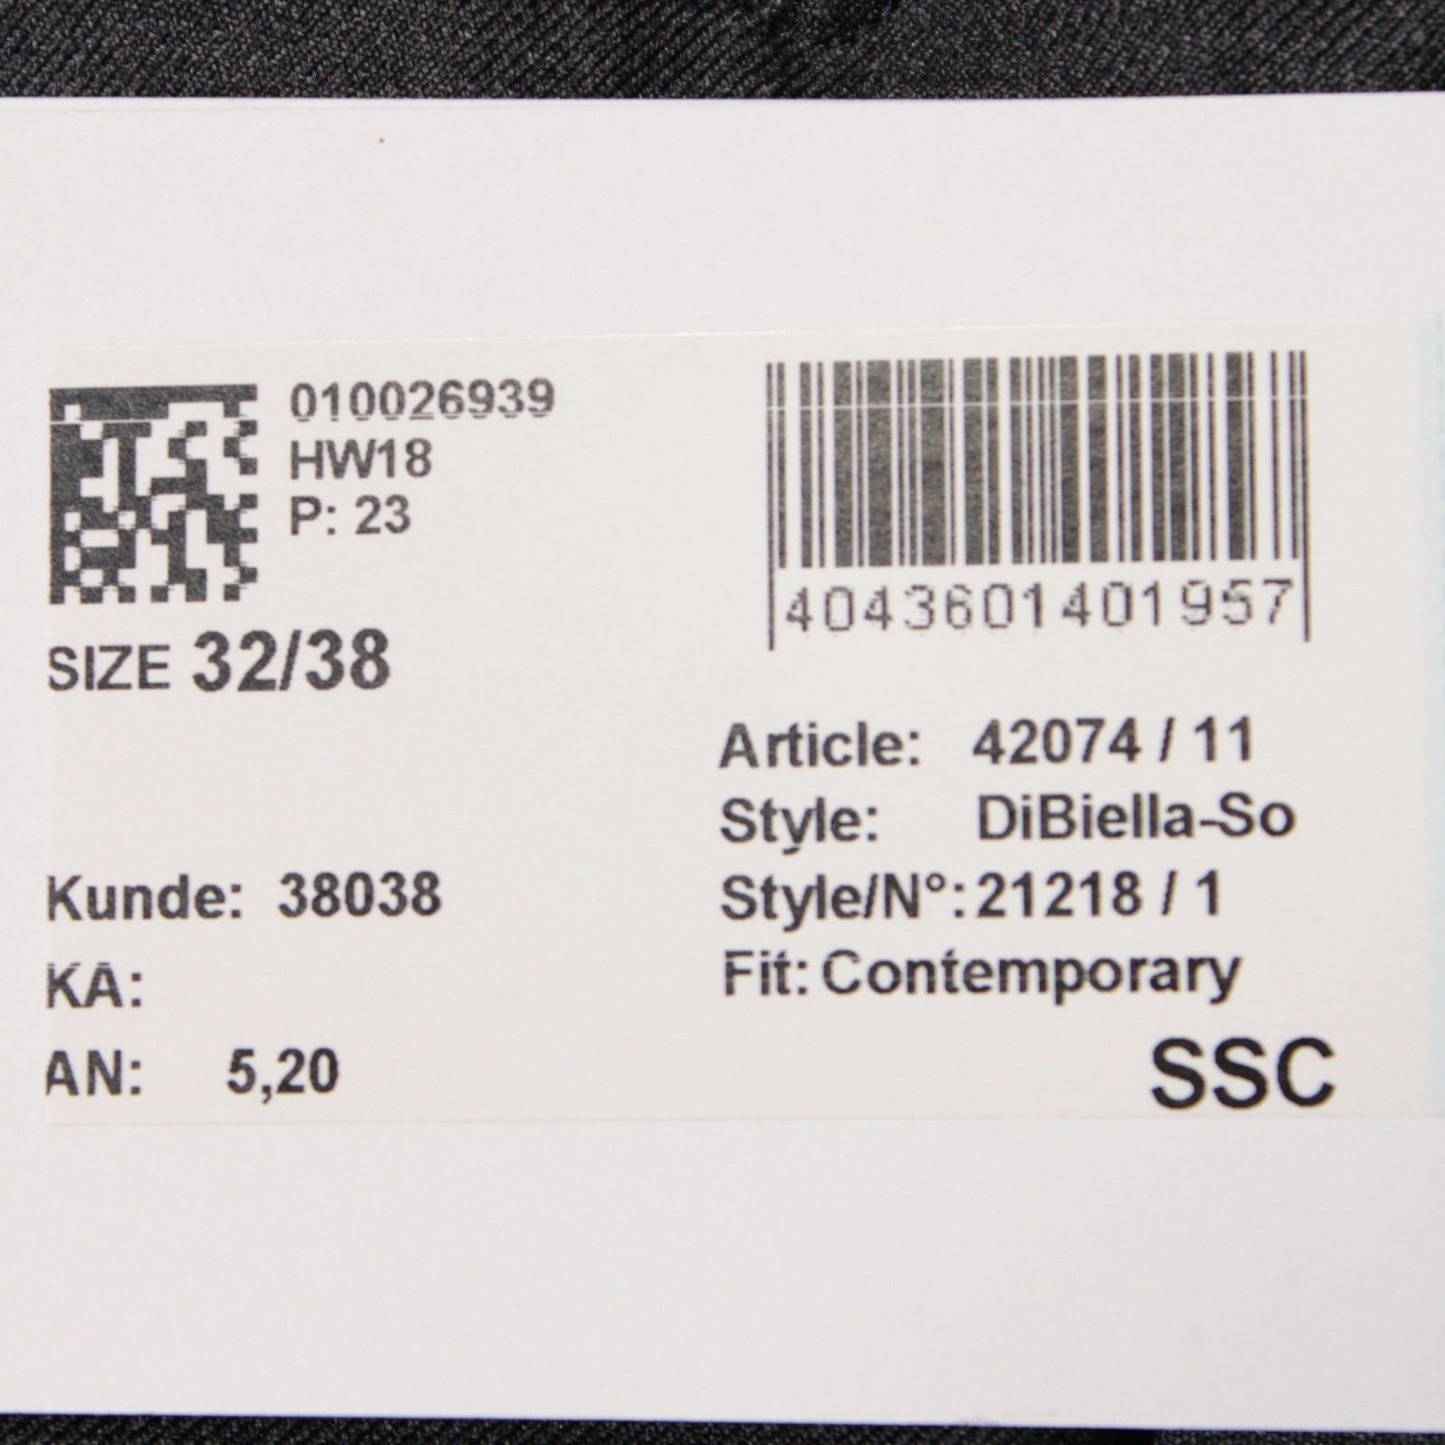 010026939
HW18
P: 23
SIZE 32/38
Kunde: 38038
KA:
AN: 5,20
4043601401957
Article: 42074 / 11
Style: DiBiella-So
Style/N°: 21218 / 1
Fit: Contemporary
SSC